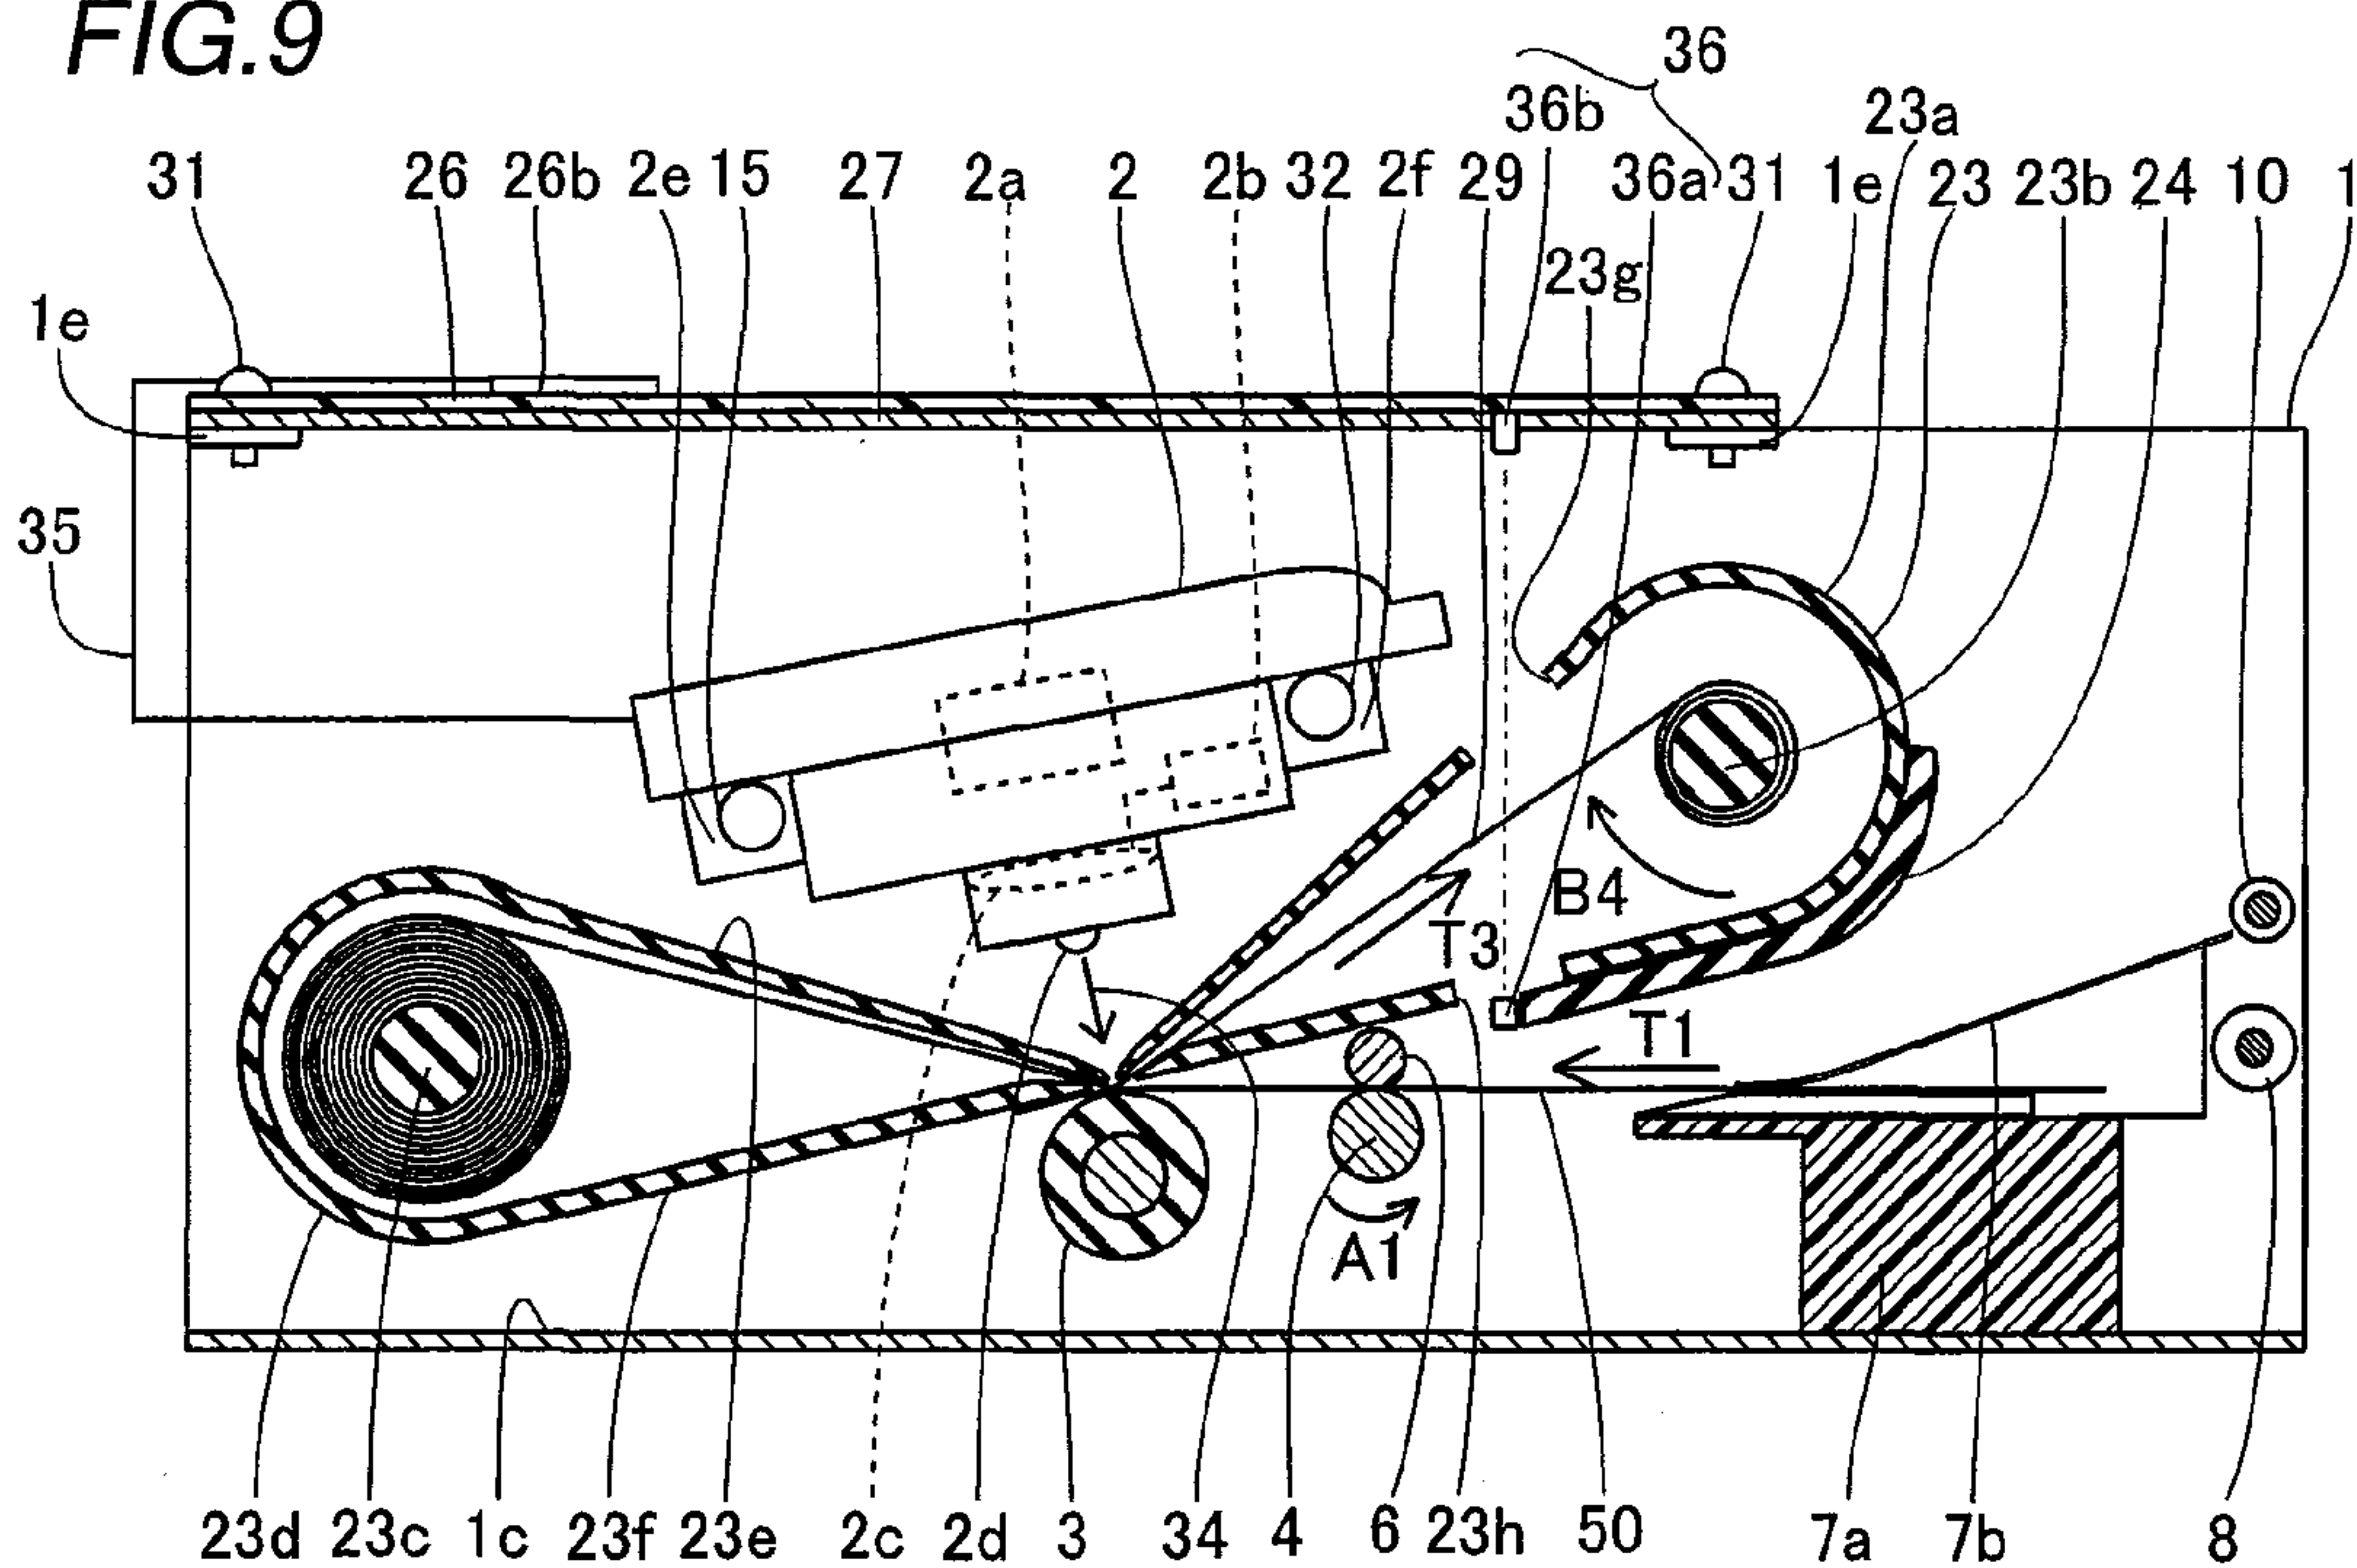 FIG.9
36
36b 23a
31 26 26b 2e 15 27 2a 2 2b 32 2f 29 36a 31 1e 23 23b 24 10 1
23g
1e
35
B4
T3
T1
A1
23d 23c 1c 23f 23e 2c 2d 3 34 4 6 23h 50 7a 7b 8